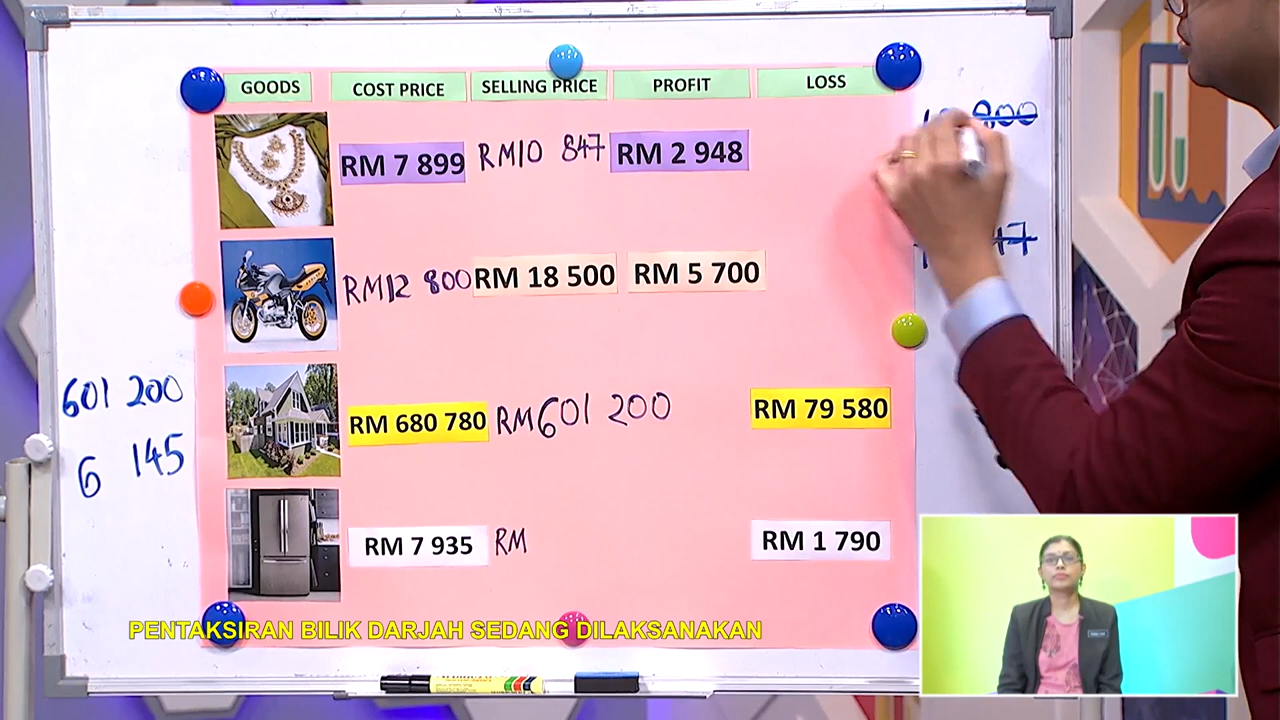 GOODS COST PRICE SELLING PRICE PROFIT LOSS
RM 7 899 RM10 847 RM 2 948
RM12 800 RM 18 500 RM 5 700
RM 680 780 RM601 200 RM 79 580
RM 7 935 RM RM 1 790
601 200
6 145
PENTAKSIRAN BILIK DARJAH SEDANG DILAKSANAKAN